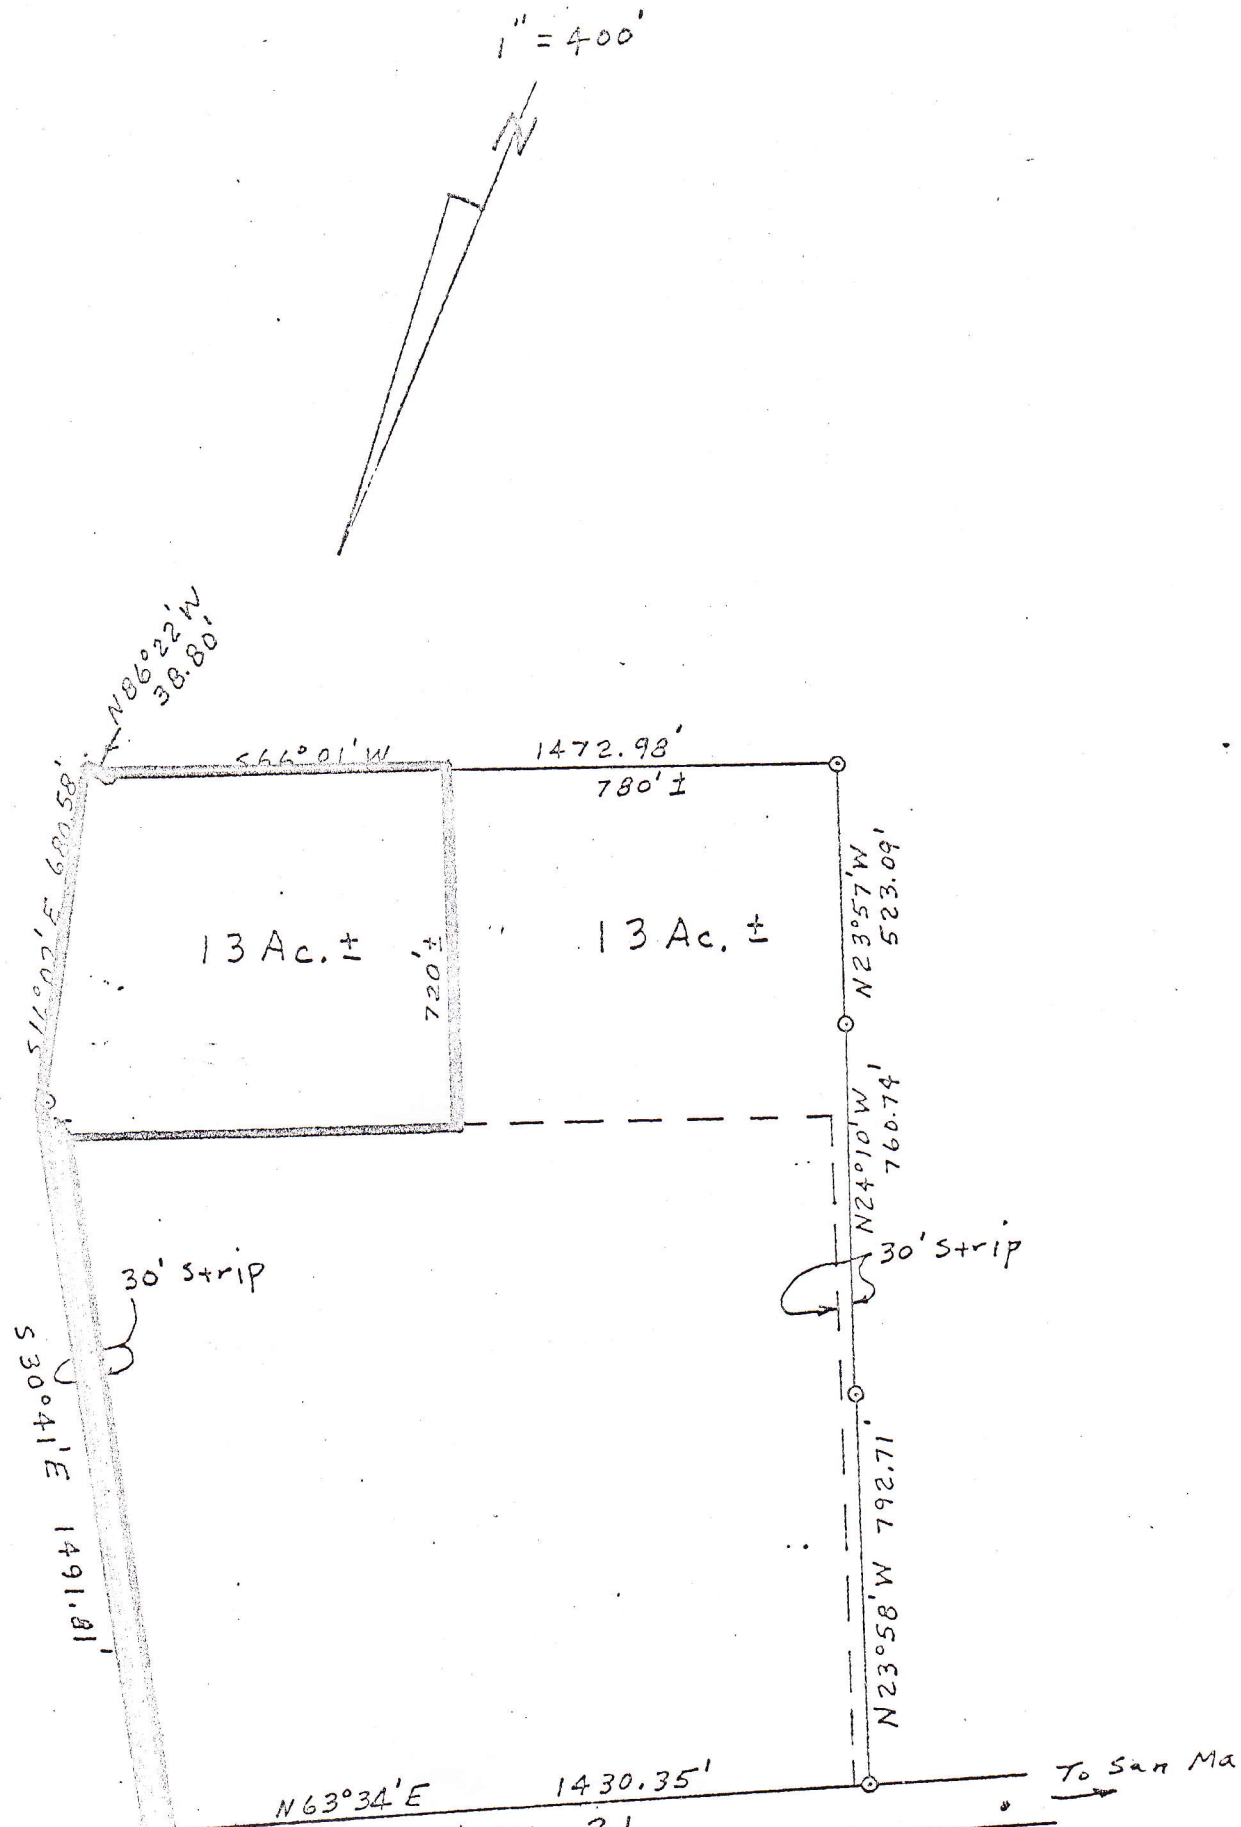 1" = 400'
N
N86°22'W
38.80'
S66°01'W
1472.98'
780' ±
S17°02'E 680.58'
13 Ac. ±
720' ±
13 Ac. ±
N23°57'W
523.09'
N24°10'W
760.74'
30' Strip
30' Strip
S 30°41'E 1491.81'
N23°58'W 792.71'
N63°34'E
1430.35'
To San Ma